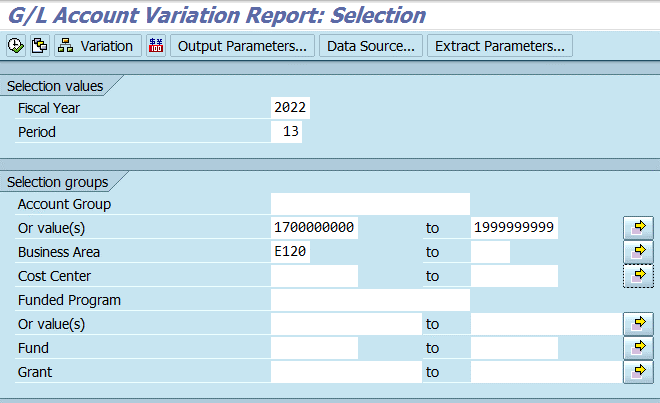 G/L Account Variation Report: Selection
Variation Output Parameters... Data Source... Extract Parameters...
Selection values
Fiscal Year 2022
Period 13
Selection groups
Account Group
Or value(s) 1700000000 to 1999999999
Business Area E120 to
Cost Center to
Funded Program
Or value(s) to
Fund to
Grant to